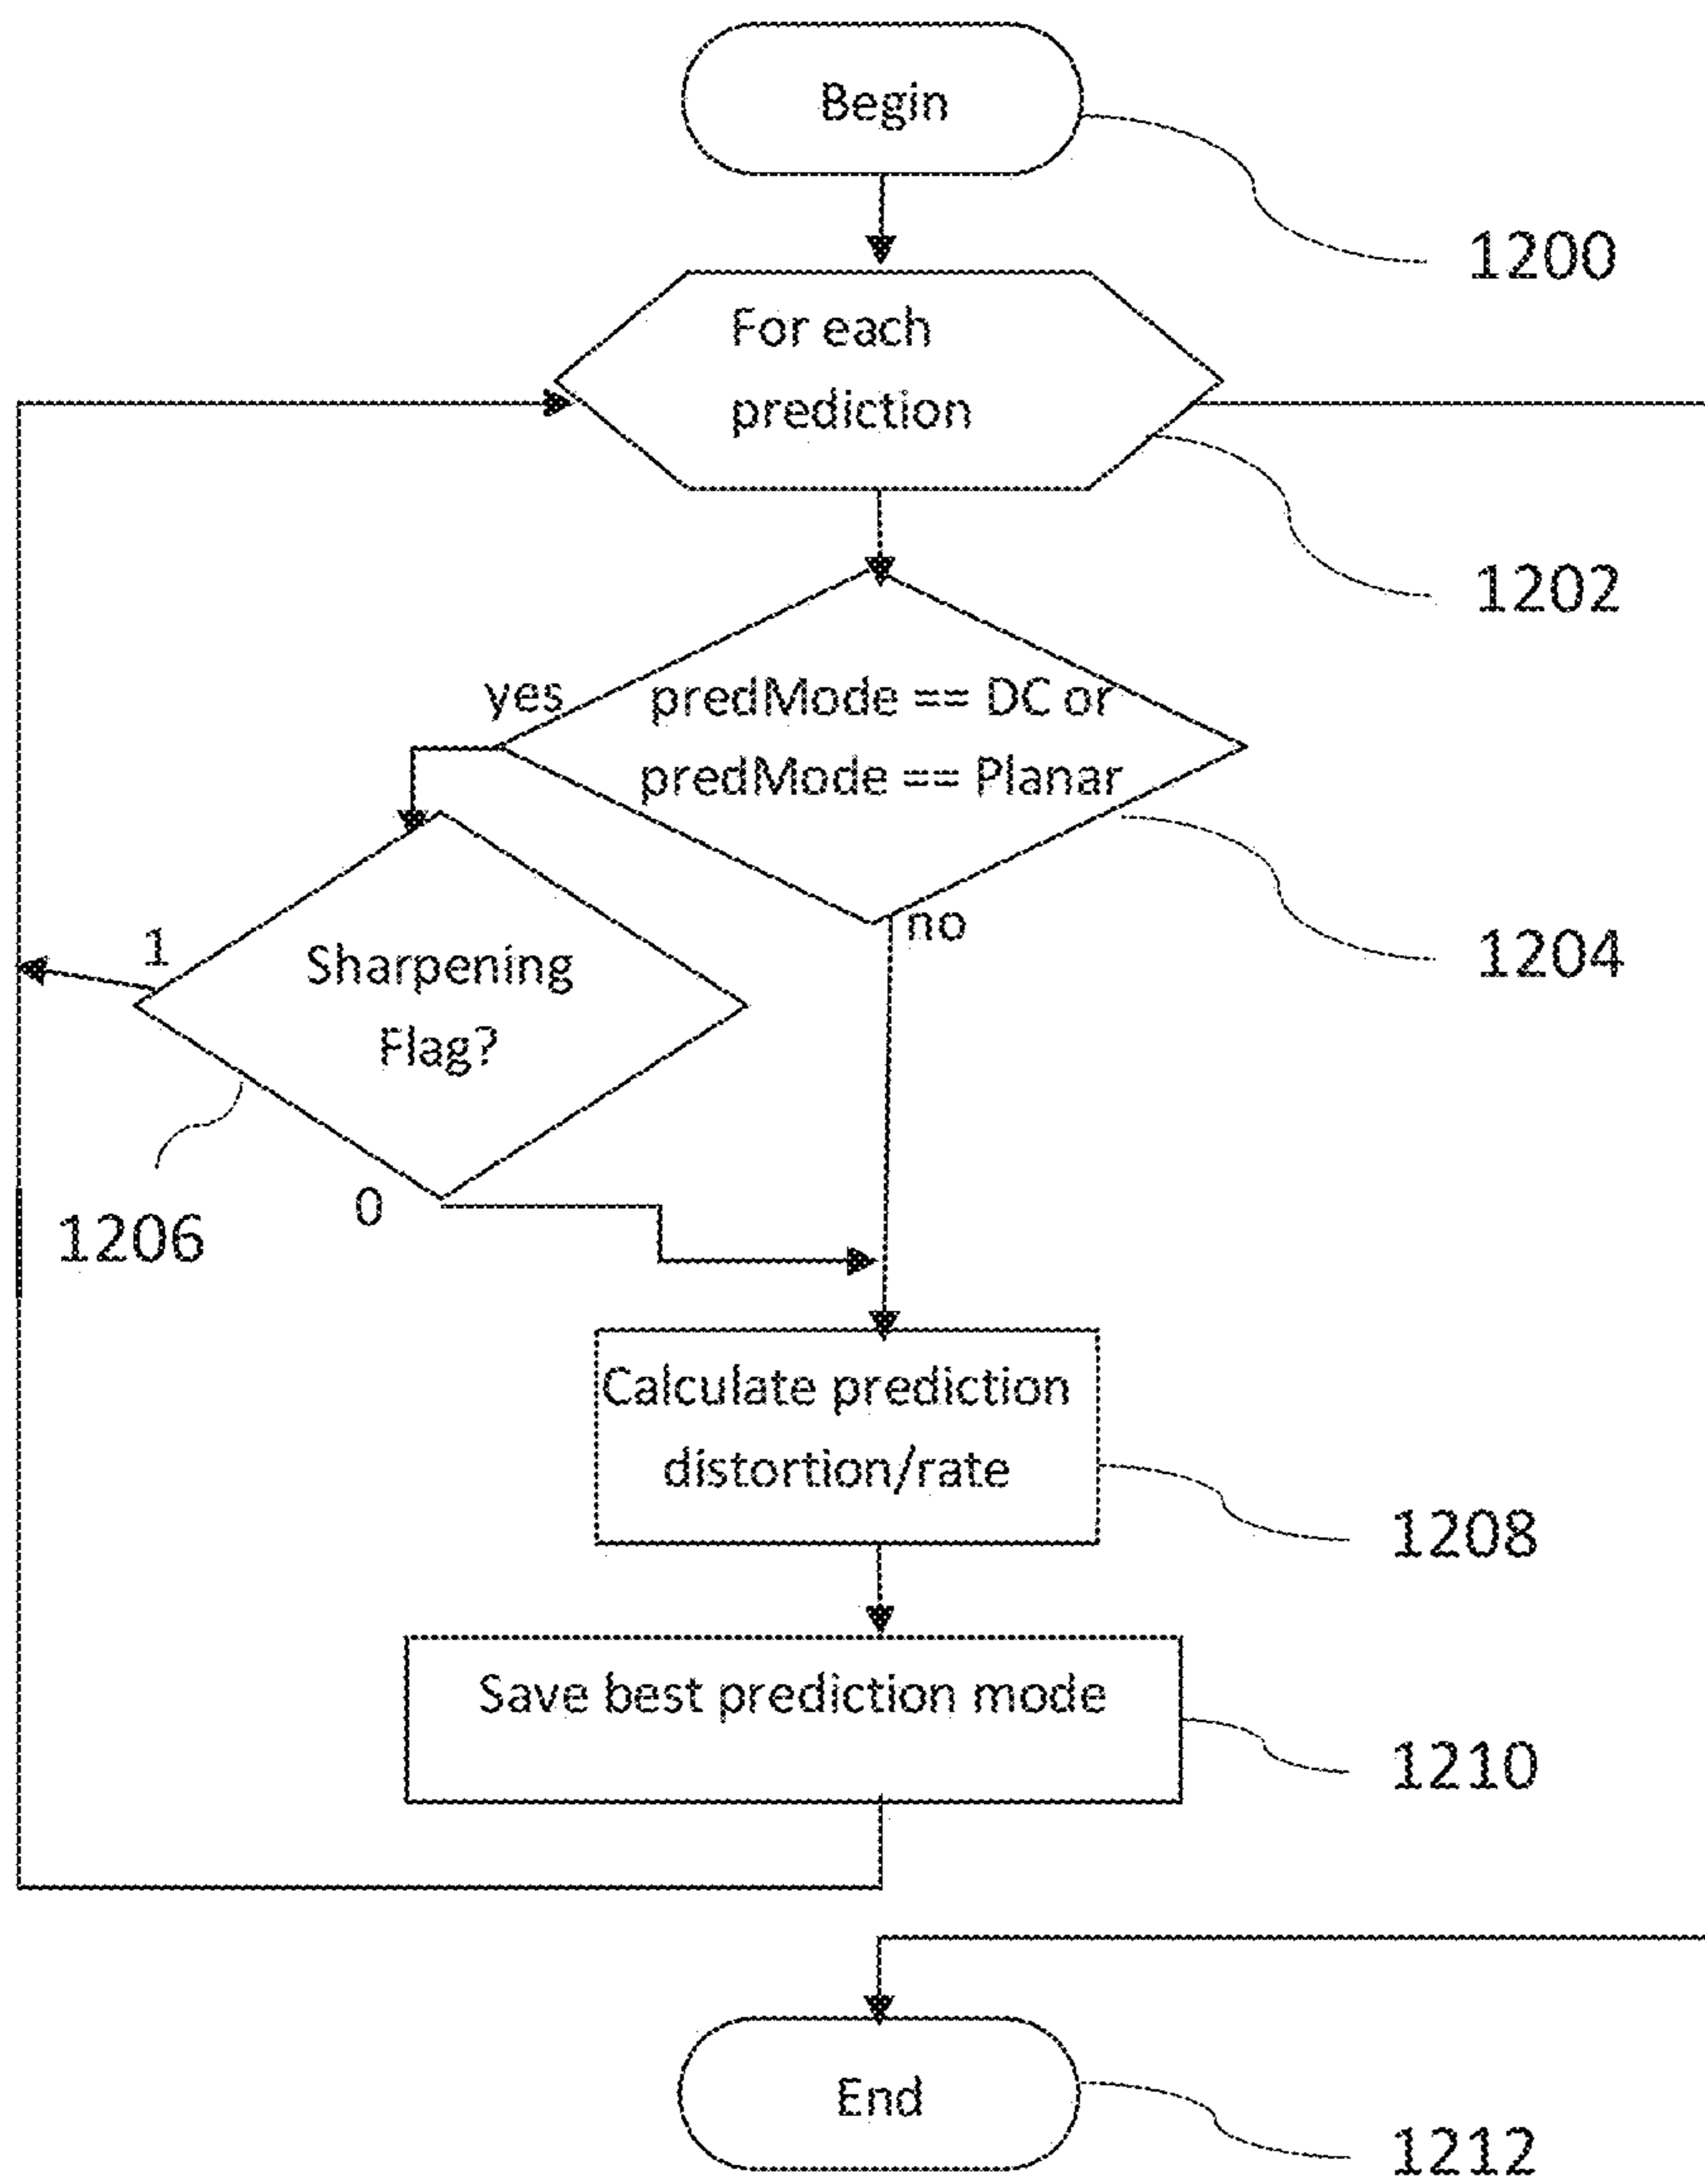 Begin
1200
For each
prediction
1202
yes
predMode == DC or
predMode == Planar
no
1204
1
Sharpening
Flag?
0
1206
Calculate prediction
distortion/rate
1208
Save best prediction mode
1210
End
1212